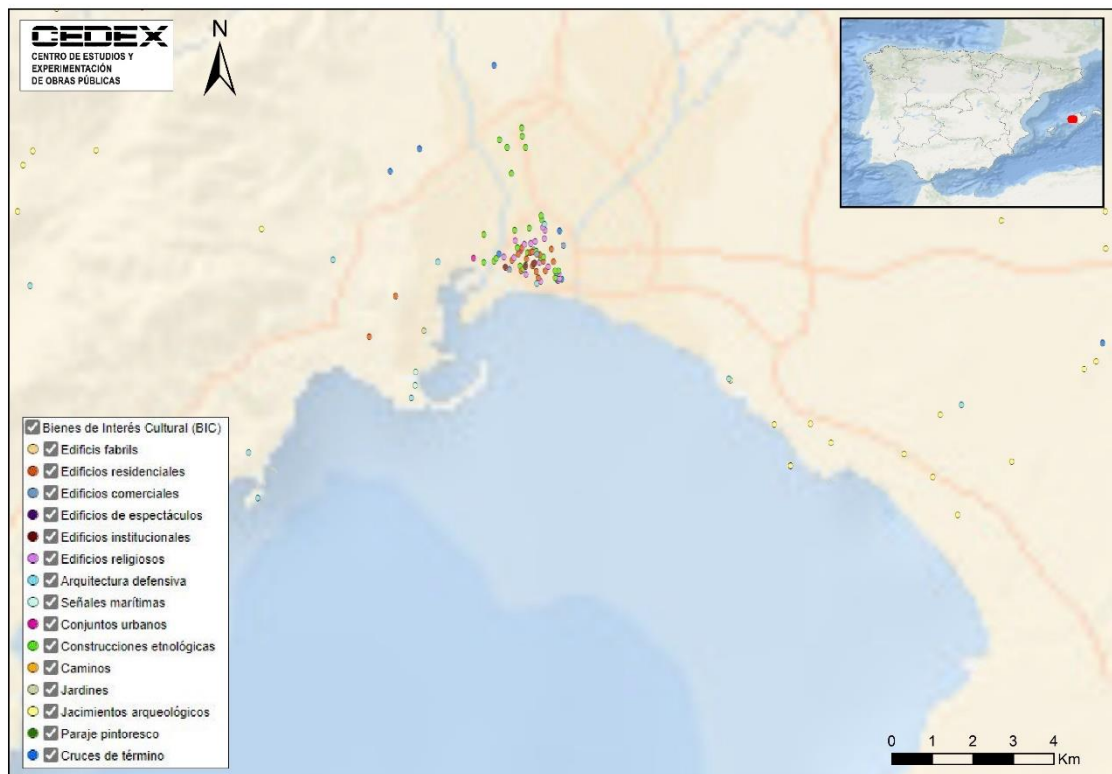 CEDEX
CENTRO DE ESTUDIOS Y
EXPERIMENTACIÓN
DE OBRAS PÚBLICAS
N
Bienes de Interés Cultural (BIC)
Edificis fabrils
Edificios residenciales
Edificios comerciales
Edificios de espectáculos
Edificios institucionales
Edificios religiosos
Arquitectura defensiva
Señales marítimas
Conjuntos urbanos
Construcciones etnológicas
Caminos
Jardines
Jacimientos arqueológicos
Paraje pintoresco
Cruces de término
0 1 2 3 4
Km